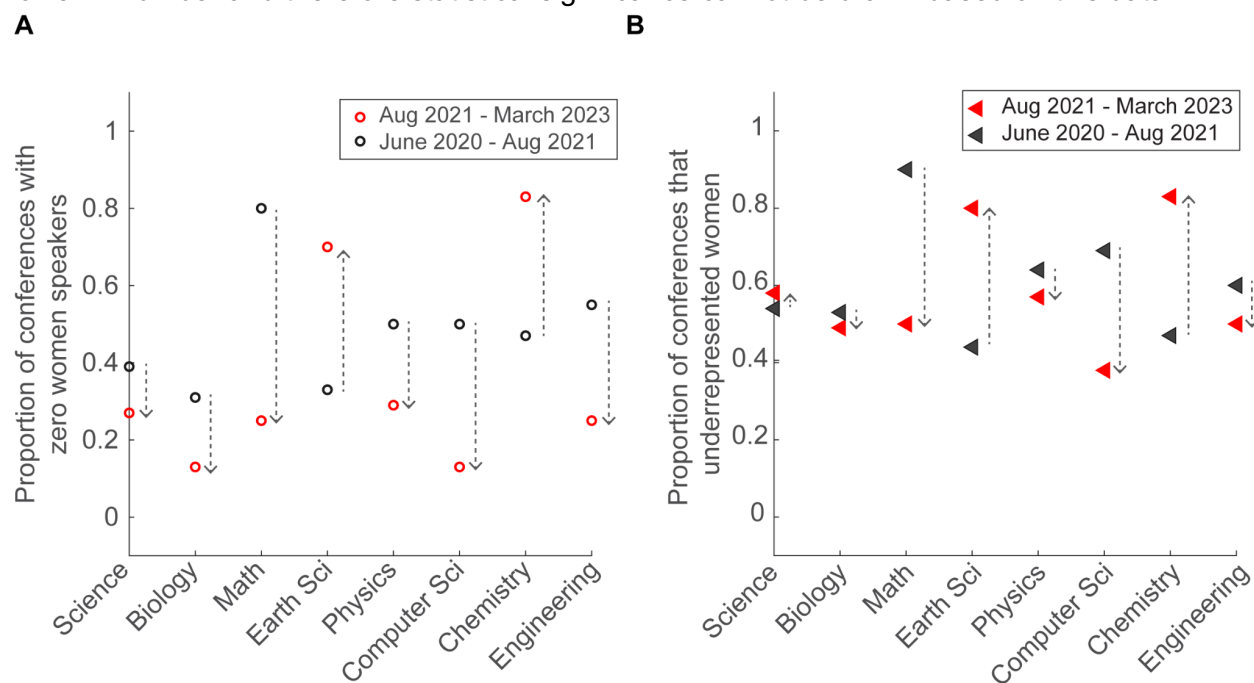 A
B
Aug 2021 - March 2023
June 2020 - Aug 2021
Proportion of conferences with
zero women speakers
1
0.8
0.6
0.4
0.2
0
Science
Biology
Math
Earth Sci
Physics
Computer Sci
Chemistry
Engineering
Aug 2021 - March 2023
June 2020 - Aug 2021
Proportion of conferences that
underrepresented women
1
0.8
0.6
0.4
0.2
0
Science
Biology
Math
Earth Sci
Physics
Computer Sci
Chemistry
Engineering